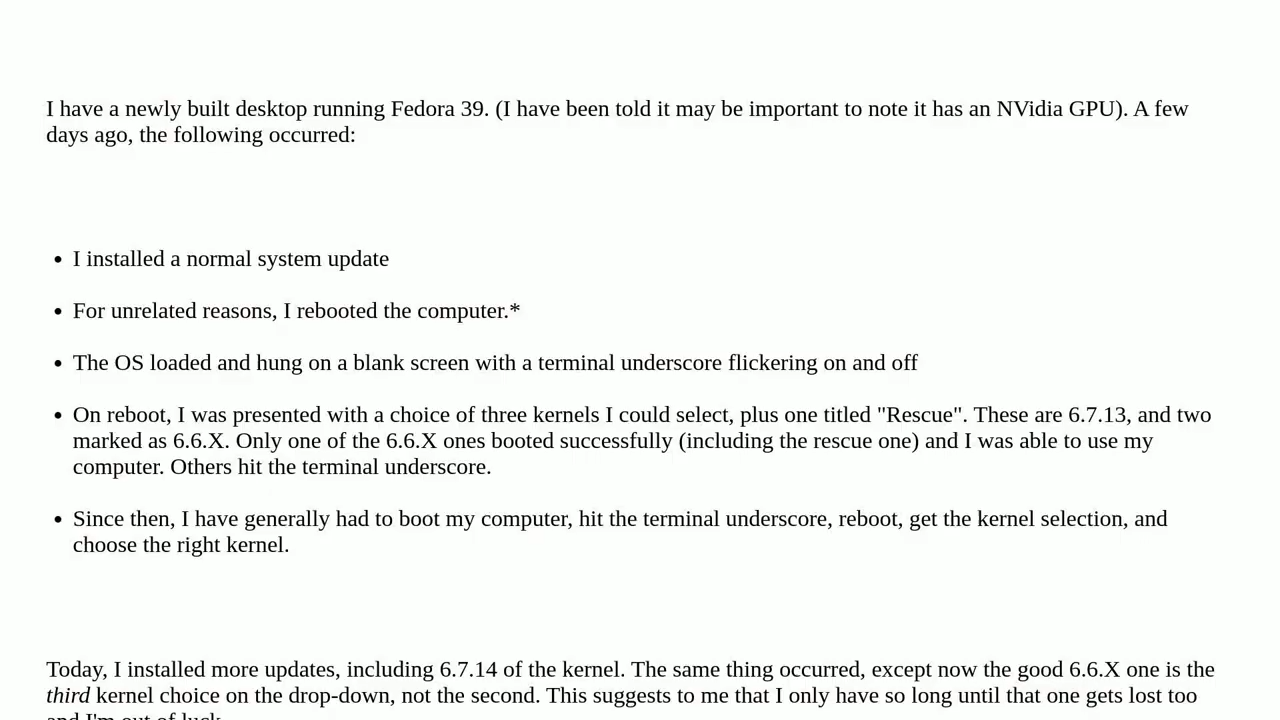 I have a newly built desktop running Fedora 39. (I have been told it may be important to note it has an NVidia GPU). A few
days ago, the following occurred:
• I installed a normal system update
• For unrelated reasons, I rebooted the computer.*
• The OS loaded and hung on a blank screen with a terminal underscore flickering on and off
• On reboot, I was presented with a choice of three kernels I could select, plus one titled "Rescue". These are 6.7.13, and two
marked as 6.6.X. Only one of the 6.6.X ones booted successfully (including the rescue one) and I was able to use my
computer. Others hit the terminal underscore.
• Since then, I have generally had to boot my computer, hit the terminal underscore, reboot, get the kernel selection, and
choose the right kernel.
Today, I installed more updates, including 6.7.14 of the kernel. The same thing occurred, except now the good 6.6.X one is the
third kernel choice on the drop-down, not the second. This suggests to me that I only have so long until that one gets lost too
and I'm out of luck